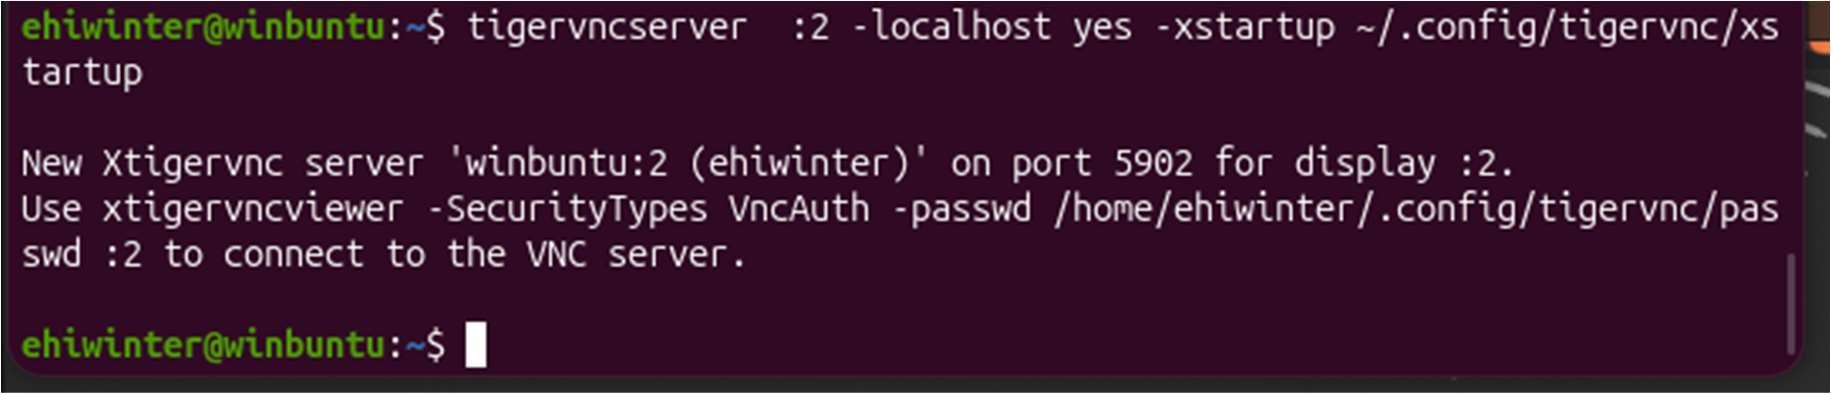 ehiwinter@winbuntu:~$ tigervncserver  :2 -localhost yes -xstartup ~/.config/tigervnc/xs
tartup
New Xtigervnc server 'winbuntu:2 (ehiwinter)' on port 5902 for display :2.
Use xtigervncviewer -SecurityTypes VncAuth -passwd /home/ehiwinter/.config/tigervnc/pas
swd :2 to connect to the VNC server.
ehiwinter@winbuntu:~$